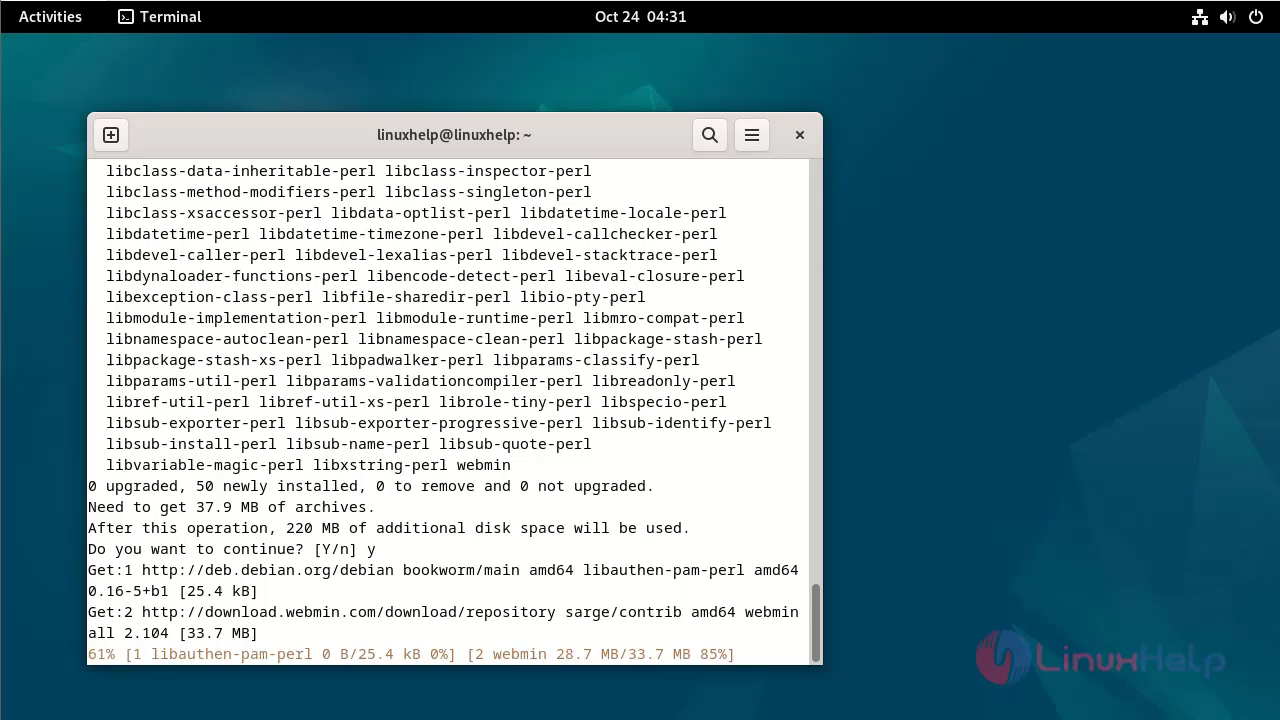 Activities Terminal Oct 24 04:31
linuxhelp@linuxhelp: ~
libclass-data-inheritable-perl libclass-inspector-perl
libclass-method-modifiers-perl libclass-singleton-perl
libclass-xsaccessor-perl libdata-optlist-perl libdatetime-locale-perl
libdatetime-perl libdatetime-timezone-perl libdevel-callchecker-perl
libdevel-caller-perl libdevel-lexalias-perl libdevel-stacktrace-perl
libdynaloader-functions-perl libencode-detect-perl libeval-closure-perl
libexception-class-perl libfile-sharedir-perl libio-pty-perl
libmodule-implementation-perl libmodule-runtime-perl libmro-compat-perl
libnamespace-autoclean-perl libnamespace-clean-perl libpackage-stash-perl
libpackage-stash-xs-perl libpadwalker-perl libparams-classify-perl
libparams-util-perl libparams-validationcompiler-perl libreadonly-perl
libref-util-perl libref-util-xs-perl librole-tiny-perl libspecio-perl
libsub-exporter-perl libsub-exporter-progressive-perl libsub-identify-perl
libsub-install-perl libsub-name-perl libsub-quote-perl
libvariable-magic-perl libxstring-perl webmin
0 upgraded, 50 newly installed, 0 to remove and 0 not upgraded.
Need to get 37.9 MB of archives.
After this operation, 220 MB of additional disk space will be used.
Do you want to continue? [Y/n] y
Get:1 http://deb.debian.org/debian bookworm/main amd64 libauthen-pam-perl amd64
0.16-5+b1 [25.4 kB]
Get:2 http://download.webmin.com/download/repository sarge/contrib amd64 webmin
all 2.104 [33.7 MB]
61% [1 libauthen-pam-perl 0 B/25.4 kB 0%] [2 webmin 28.7 MB/33.7 MB 85%]
LinuxHelp